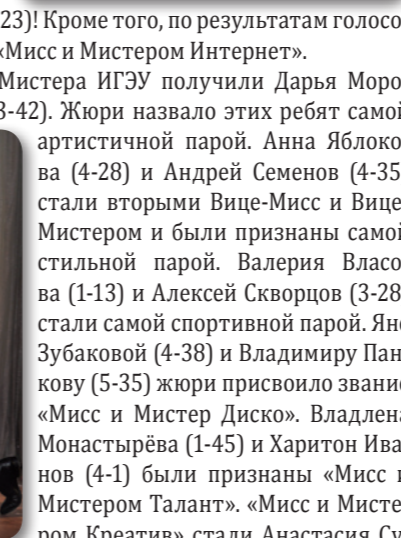 23)! Кроме того, по результатам голосо
«Мисс и Мистером Интернет».
Мистера ИГЭУ получили Дарья Моро
3-42). Жюри назвало этих ребят самой
артистичной парой. Анна Яблоко
ва (4-28) и Андрей Семенов (4-35
стали вторыми Вице-Мисс и Вице
Мистером и были признаны самой
стильной парой. Валерия Власо
ва (1-13) и Алексей Скворцов (3-28
стали самой спортивной парой. Яне
Зубаковой (4-38) и Владимиру Пан
кову (5-35) жюри присвоило звание
«Мисс и Мистер Диско». Владлена
Монастырёва (1-45) и Харитон Ива
нов (4-1) были признаны «Мисс и
Мистером Талант». «Мисс и Мисте
ром Креатив» стали Анастасия Су